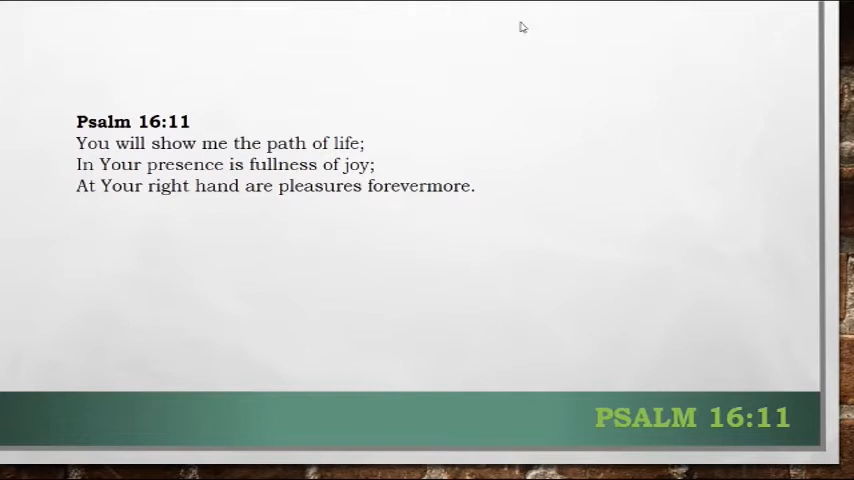 Psalm 16:11
You will show me the path of life;
In Your presence is fullness of joy;
At Your right hand are pleasures forevermore.
PSALM 16:11